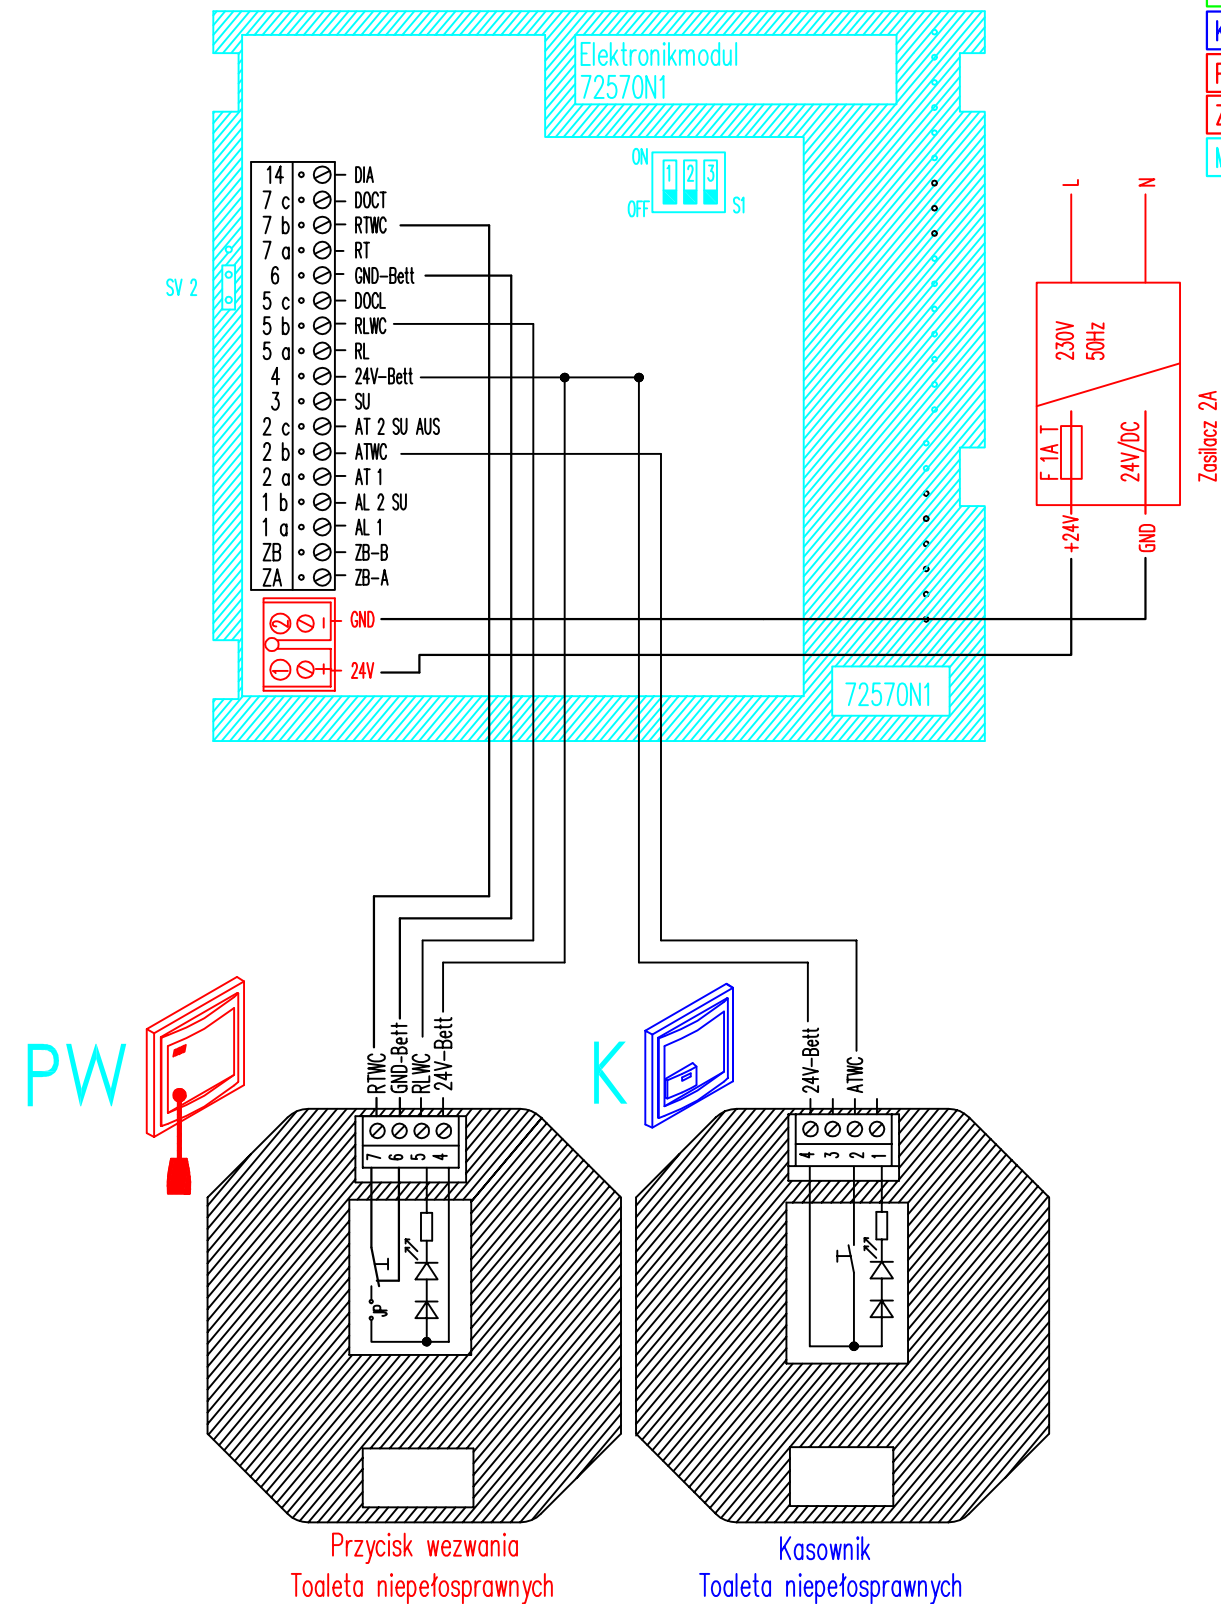 Elektronikmodul
72570N1
ON
1 2 3
OFF
S1
SV 2
14 DIA
7 c DOCT
7 b RTWC
7 a RT
6 GND-Bett
5 c DOCL
5 b RLWC
5 a RL
4 24V-Bett
3 SU
2 c AT 2 SU AUS
2 b ATWC
2 a AT 1
1 b AL 2 SU
1 a AL 1
ZB ZB-B
ZA ZB-A
2 - GND
1 + 24V
72570N1
L
N
230V
50Hz
F 1A T
24V/DC
+24V
GND
Zasilacz 2A
K
Z
PW
RTWC
GND-Bett
RLWC
24V-Bett
7 6 5 4
JP
K
24V-Bett
ATWC
4 3 2 1
Przycisk wezwania
Toaleta niepełosprawnych
Kasownik
Toaleta niepełosprawnych